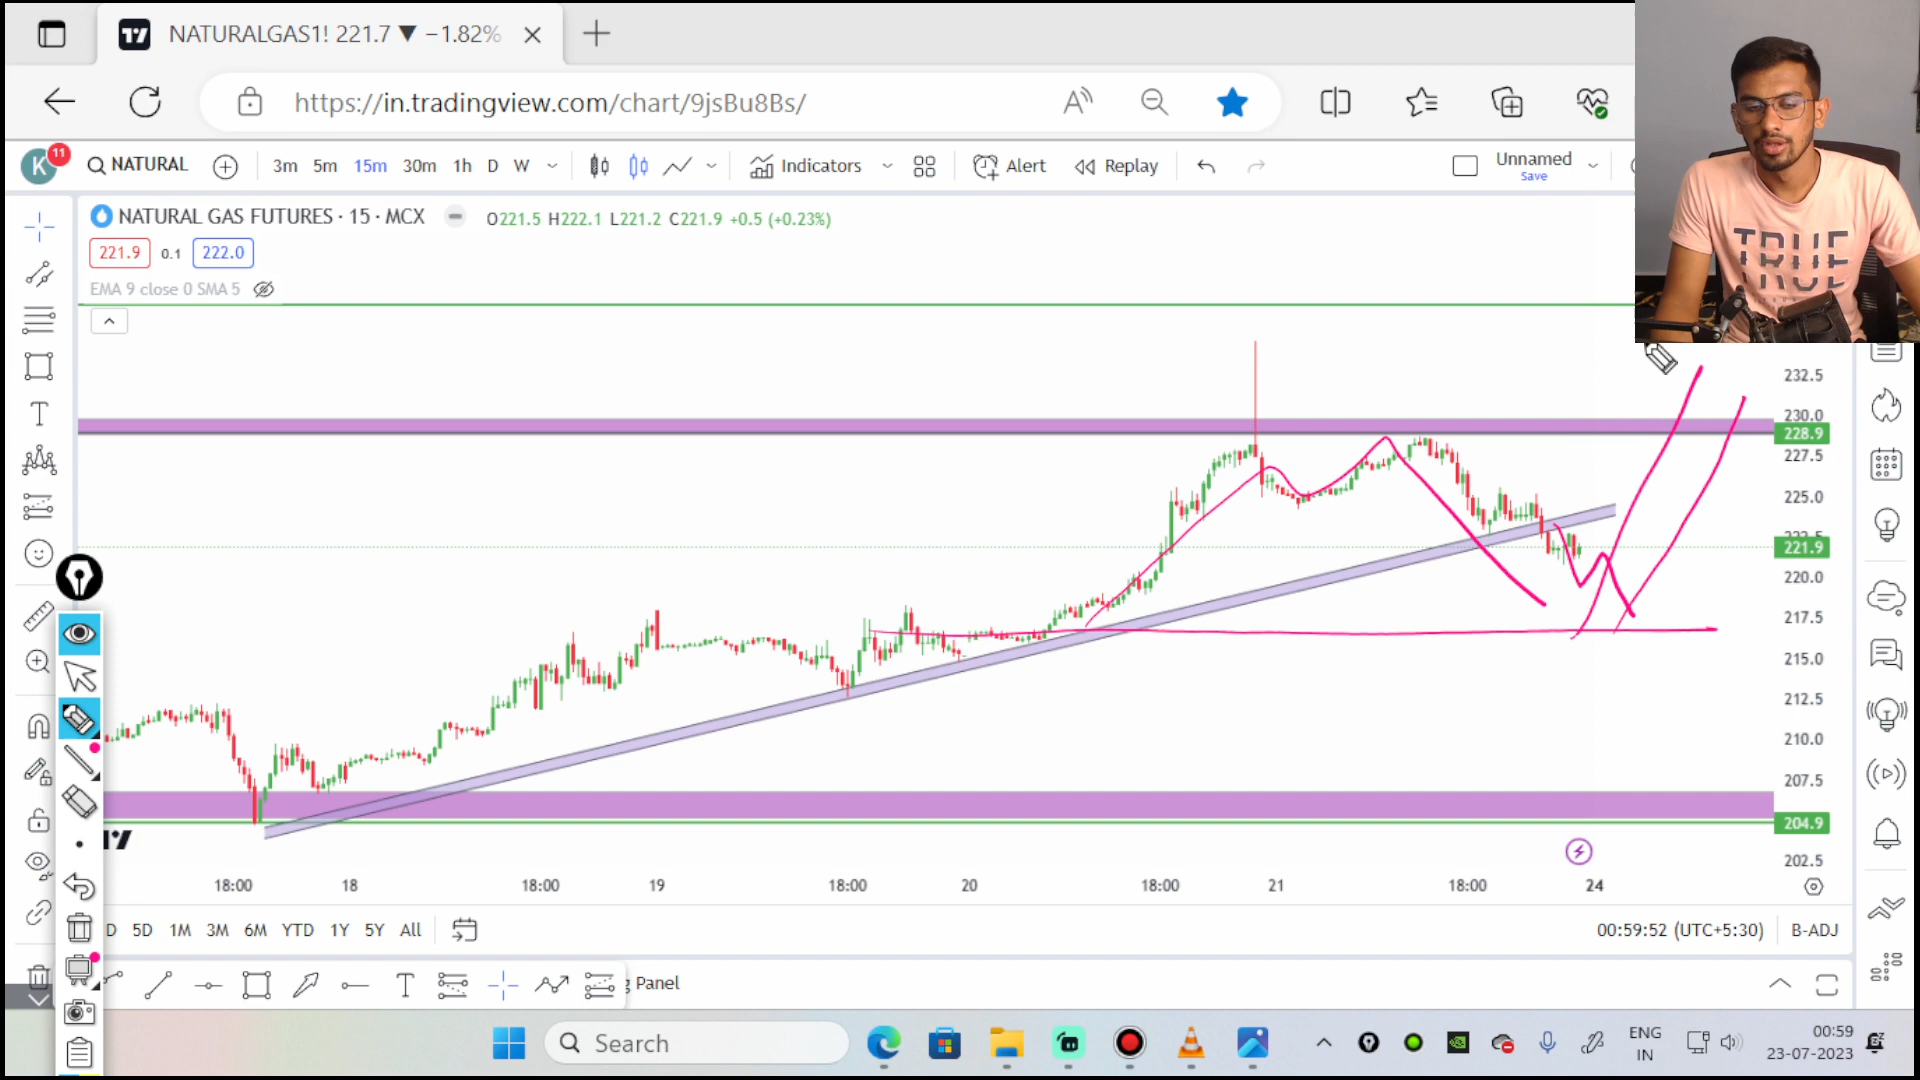 NATURALGAS1! 221.7 ▼ −1.82%
https://in.tradingview.com/chart/9jsBu8Bs/
K 11 NATURAL 3m 5m 15m 30m 1h D W Indicators Alert Replay Unnamed
Save
NATURAL GAS FUTURES · 15 · MCX O221.5 H222.1 L221.2 C221.9 +0.5 (+0.23%)
221.9 0.1 222.0
EMA 9 close 0 SMA 5
TRUE
TRUE
232.5
230.0
228.9
227.5
225.0
221.9
220.0
217.5
215.0
212.5
210.0
207.5
204.9
202.5
18:00 18 18:00 19 18:00 20 18:00 21 18:00 24
D 5D 1M 3M 6M YTD 1Y 5Y All 00:59:52 (UTC+5:30) B-ADJ
Panel
Search
ENG
IN
00:59
23-07-2023